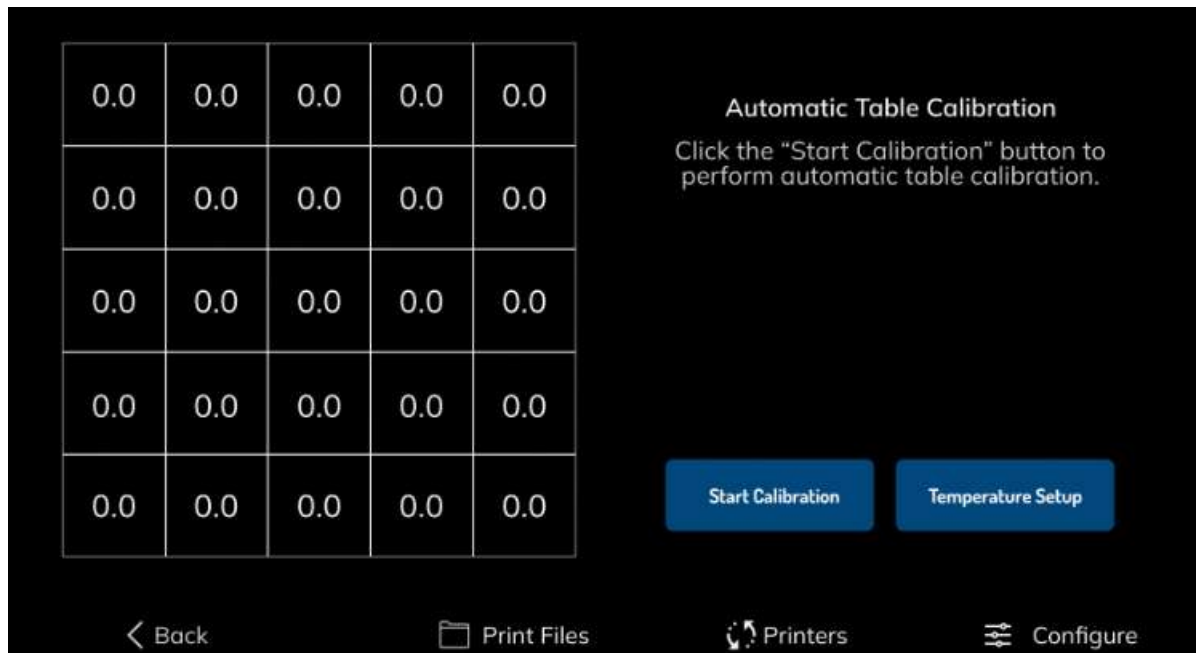 0.0 0.0 0.0 0.0 0.0
0.0 0.0 0.0 0.0 0.0
0.0 0.0 0.0 0.0 0.0
0.0 0.0 0.0 0.0 0.0
0.0 0.0 0.0 0.0 0.0
Automatic Table Calibration
Click the “Start Calibration” button to
perform automatic table calibration.
Start Calibration
Temperature Setup
Back
Print Files
Printers
Configure